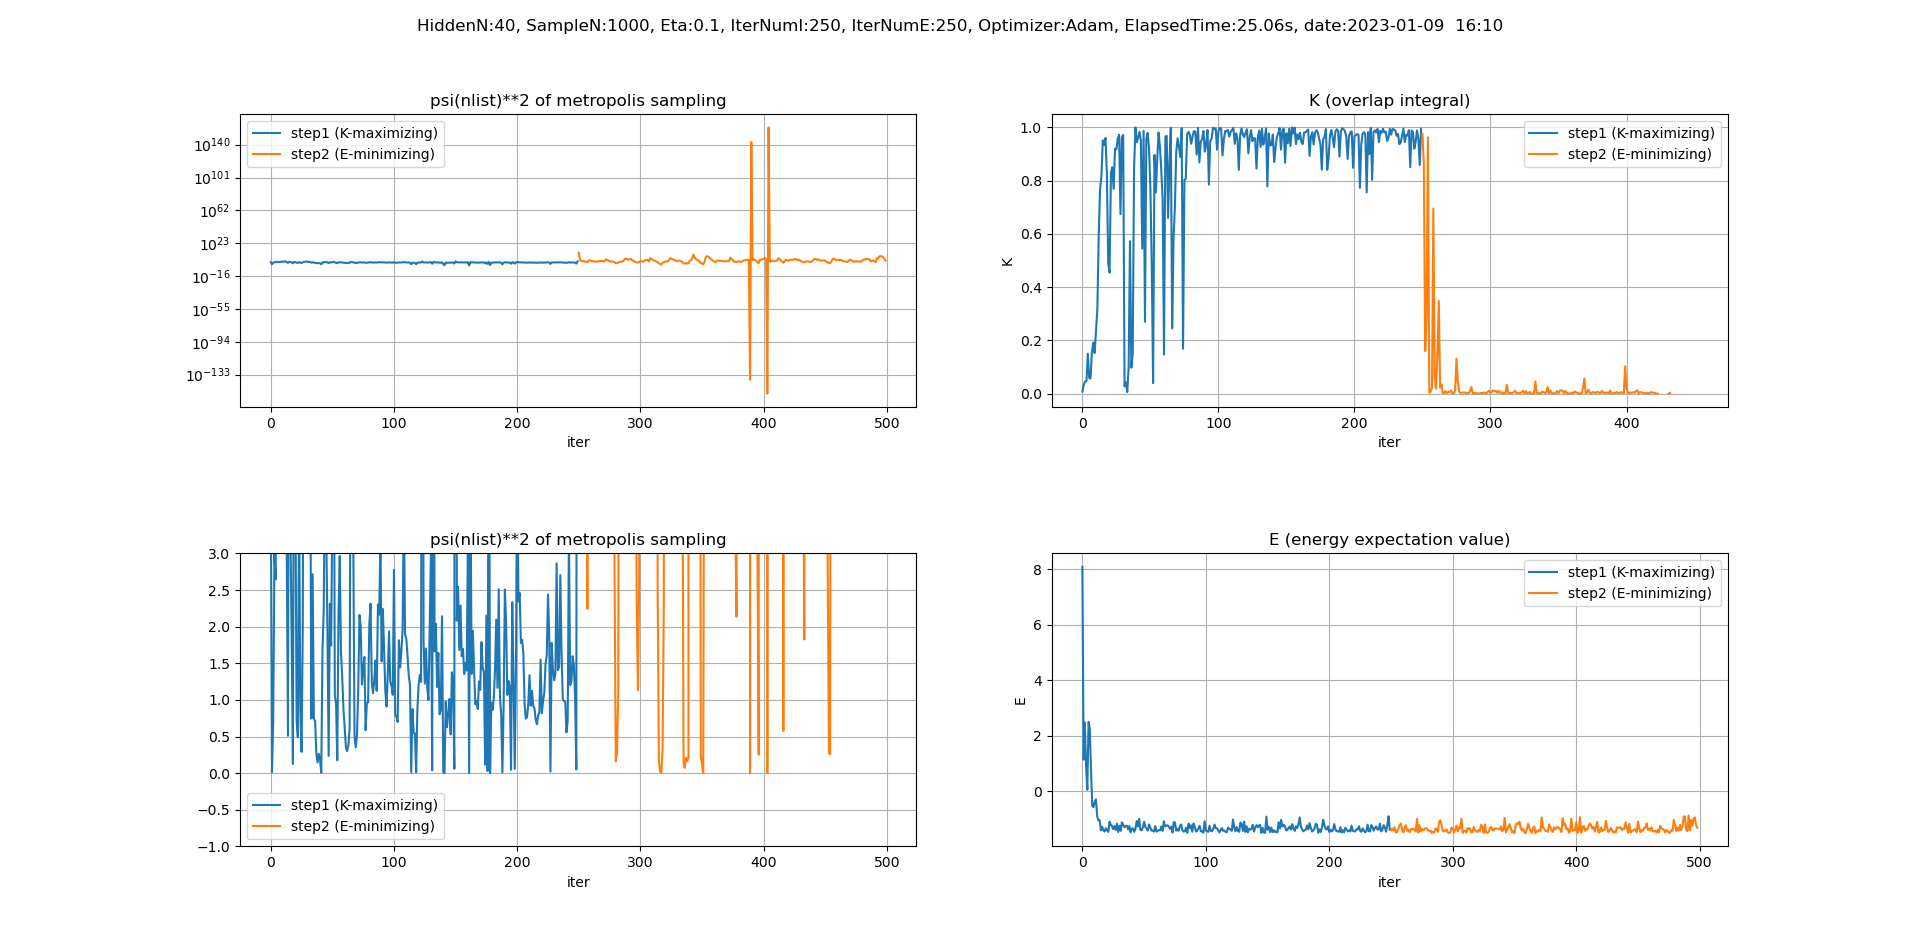 HiddenN:40, SampleN:1000, Eta:0.1, IterNumI:250, IterNumE:250, Optimizer:Adam, ElapsedTime:25.06s, date:2023-01-09  16:10
psi(nlist)**2 of metropolis sampling
step1 (K-maximizing)
step2 (E-minimizing)
10^140
10^101
10^62
10^23
10^-16
10^-55
10^-94
10^-133
0 100 200 300 400 500
iter
K (overlap integral)
step1 (K-maximizing)
step2 (E-minimizing)
K
1.0
0.8
0.6
0.4
0.2
0.0
0 100 200 300 400
iter
psi(nlist)**2 of metropolis sampling
3.0
2.5
2.0
1.5
1.0
0.5
0.0
−0.5
−1.0
step1 (K-maximizing)
step2 (E-minimizing)
0 100 200 300 400 500
iter
E (energy expectation value)
step1 (K-maximizing)
step2 (E-minimizing)
E
8
6
4
2
0
0 100 200 300 400 500
iter